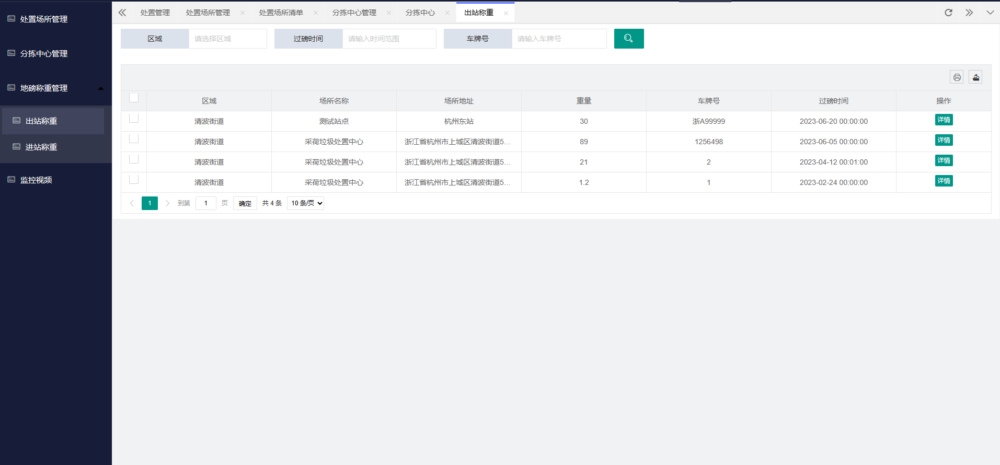 处置场所管理
分拣中心管理
地磅称重管理
出站称重
进站称重
监控视频
处置管理 处置场所管理 处置场所清单 分拣中心管理 分拣中心 出站称重
区域 请选择区域 过磅时间 请输入时间范围 车牌号 请输入车牌号
区域 场所名称 场所地址 重量 车牌号 过磅时间 操作
清波街道 测试站点 杭州东站 30 浙A99999 2023-06-20 00:00:00 详情
清波街道 采荷垃圾处置中心 浙江省杭州市上城区清波街道5... 89 1256498 2023-06-05 00:00:00 详情
清波街道 采荷垃圾处置中心 浙江省杭州市上城区清波街道5... 21 2 2023-04-12 00:01:00 详情
清波街道 采荷垃圾处置中心 浙江省杭州市上城区清波街道5... 1.2 1 2023-02-24 00:00:00 详情
1 到第 1 页 确定 共 4 条 10 条/页